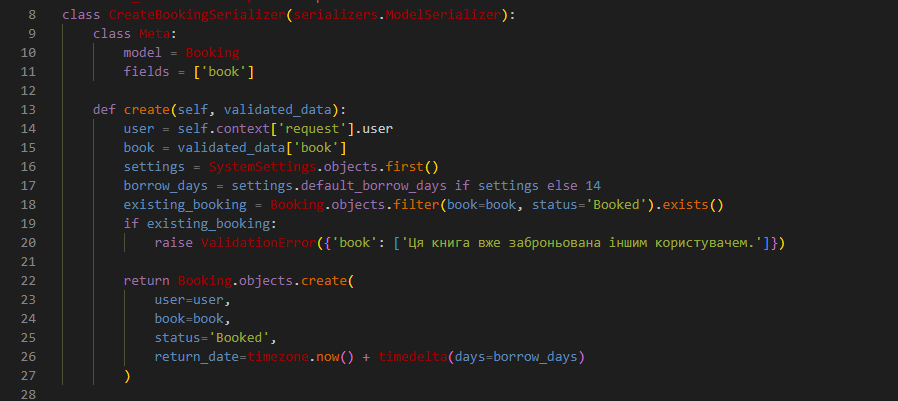 8 class CreateBookingSerializer(serializers.ModelSerializer):
9     class Meta:
10         model = Booking
11         fields = ['book']
12
13     def create(self, validated_data):
14         user = self.context['request'].user
15         book = validated_data['book']
16         settings = SystemSettings.objects.first()
17         borrow_days = settings.default_borrow_days if settings else 14
18         existing_booking = Booking.objects.filter(book=book, status='Booked').exists()
19         if existing_booking:
20             raise ValidationError({'book': ['Ця книга вже заброньована іншим користувачем.']})
21
22         return Booking.objects.create(
23             user=user,
24             book=book,
25             status='Booked',
26             return_date=timezone.now() + timedelta(days=borrow_days)
27         )
28